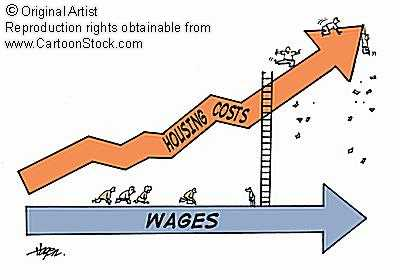 © Original Artist
Reproduction rights obtainable from
www.CartoonStock.com
HOUSING COSTS
WAGES